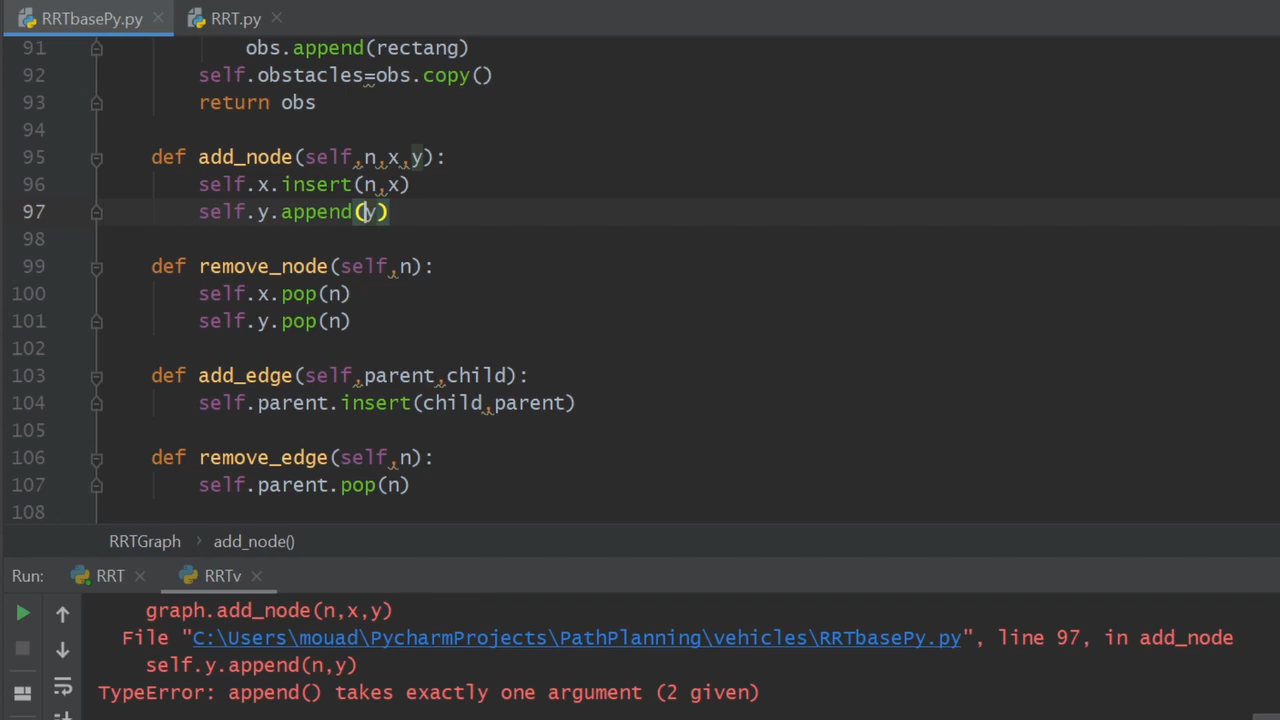 RRTbasePy.py RRT.py
91 obs.append(rectang)
92 self.obstacles=obs.copy()
93 return obs
94
95 def add_node(self,n,x,y):
96 self.x.insert(n,x)
97 self.y.append(y)
98
99 def remove_node(self,n):
100 self.x.pop(n)
101 self.y.pop(n)
102
103 def add_edge(self,parent,child):
104 self.parent.insert(child,parent)
105
106 def remove_edge(self,n):
107 self.parent.pop(n)
108
RRTGraph › add_node()
Run: RRT RRTv
graph.add_node(n,x,y)
File "C:\Users\mouad\PycharmProjects\PathPlanning\vehicles\RRTbasePy.py", line 97, in add_node
self.y.append(n,y)
TypeError: append() takes exactly one argument (2 given)